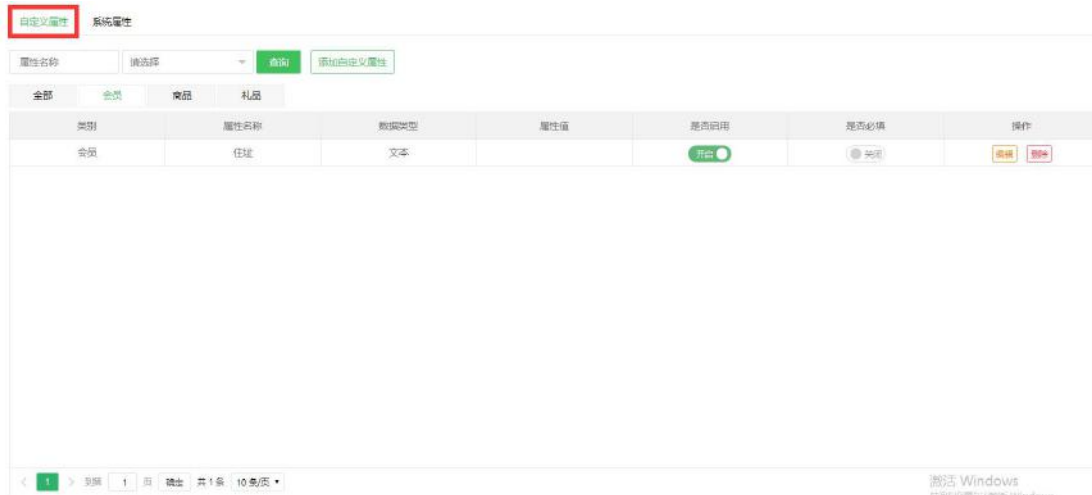 自定义属性 系统属性
属性名称 请选择 查询 添加自定义属性
全部 会员 商品 礼品
类别 属性名称 数据类型 属性值 是否启用 是否必填 操作
会员 住址 文本 开启 关闭 编辑 删除
1 到第 1 页 确定 共1条 10条/页
激活 Windows